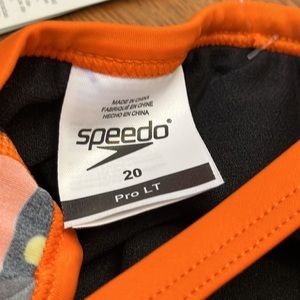 MADE IN CHINA
FABRIQUÉ EN CHINE
HECHO EN CHINA
speedo
20
Pro LT